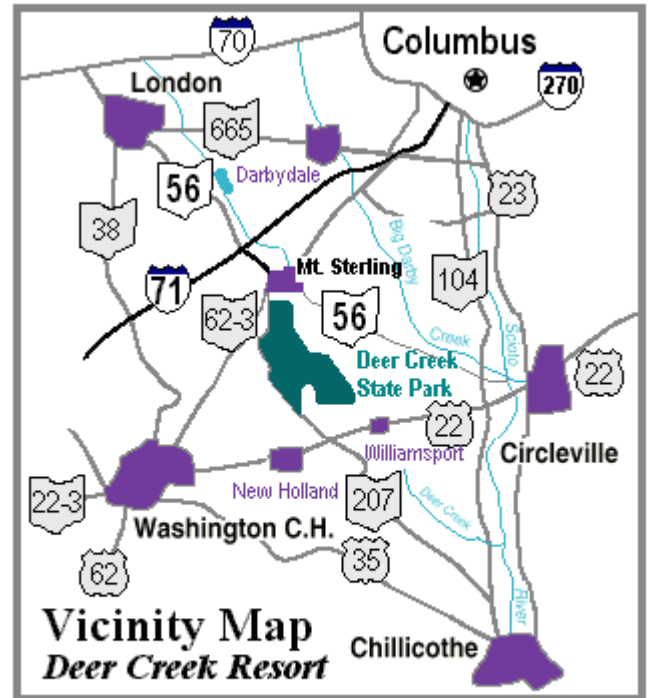 70
Columbus
270
London
665
Darbydale
56
23
38
Big Darby
Mt. Sterling
71
104
62-3
56
Creek
Scioto
Deer Creek
State Park
22
22
Williamsport
Circleville
New Holland
22-3
207
Deer Creek
Washington C.H.
35
62
River
Vicinity Map
Chillicothe
Deer Creek Resort